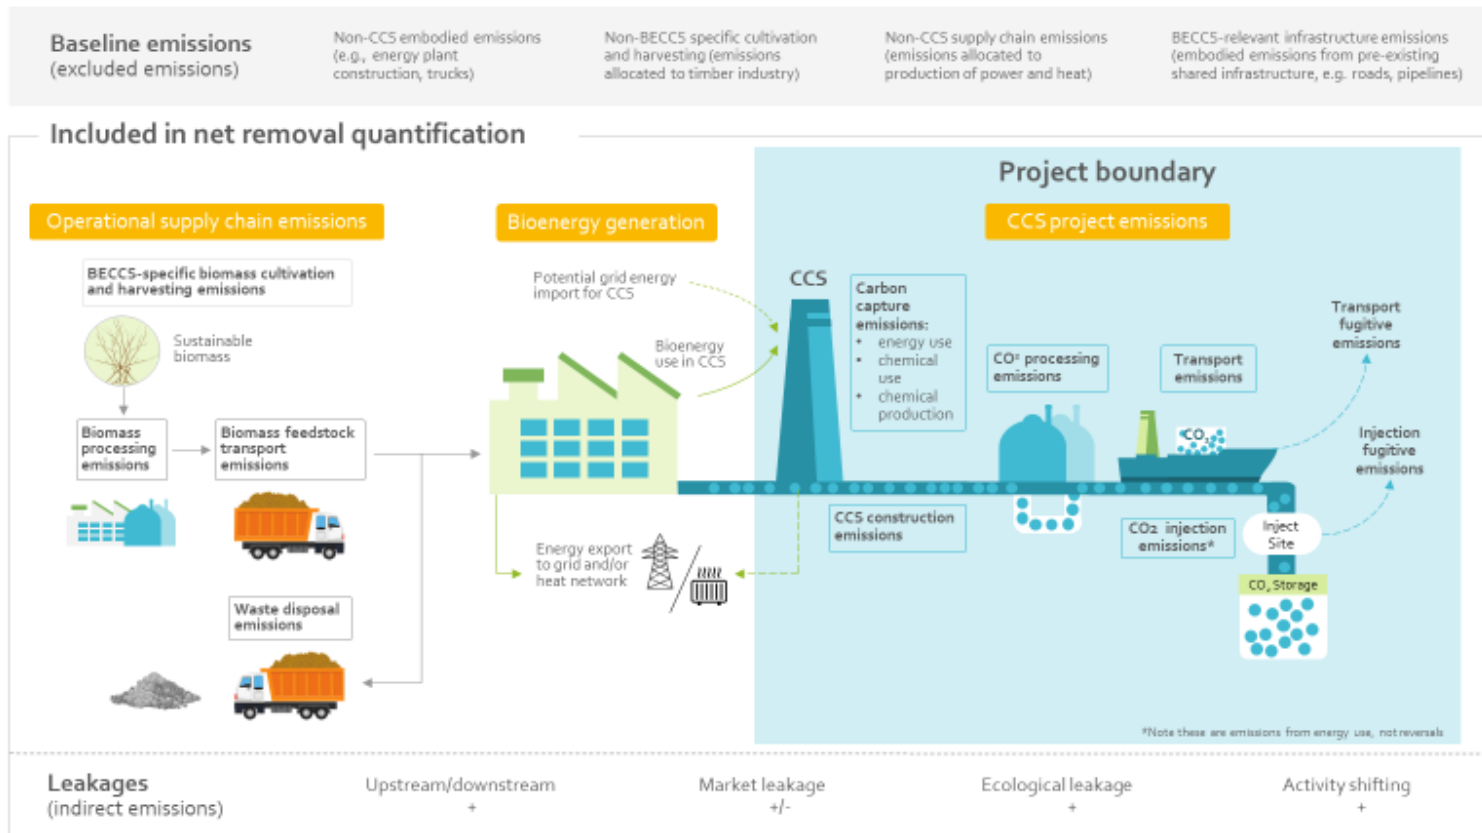 Baseline emissions
(excluded emissions)
Non-CCS embodied emissions
(e.g., energy plant
construction, trucks)
Non-BECCS specific cultivation
and harvesting (emissions
allocated to timber industry)
Non-CCS supply chain emissions
(emissions allocated to
production of power and heat)
BECCS-relevant infrastructure emissions
(embodied emissions from pre-existing
shared infrastructure, e.g. roads, pipelines)
Included in net removal quantification
Project boundary
Operational supply chain emissions
Bioenergy generation
CCS project emissions
BECCS-specific biomass cultivation
and harvesting emissions
Sustainable
biomass
Biomass
processing
emissions
Biomass feedstock
transport
emissions
Waste disposal
emissions
Potential grid energy
import for CCS
Bioenergy
use in CCS
Energy export
to grid and/or
heat network
CCS
Carbon
capture
emissions:
• energy use
• chemical
use
• chemical
production
CO² processing
emissions
Transport
emissions
Transport
fugitive
emissions
CO₂
Injection
fugitive
emissions
CCS construction
emissions
CO2 injection
emissions*
Inject
Site
CO₂ Storage
*Note these are emissions from energy use, not reversals
Leakages
(indirect emissions)
Upstream/downstream
+
Market leakage
+/-
Ecological leakage
+
Activity shifting
+